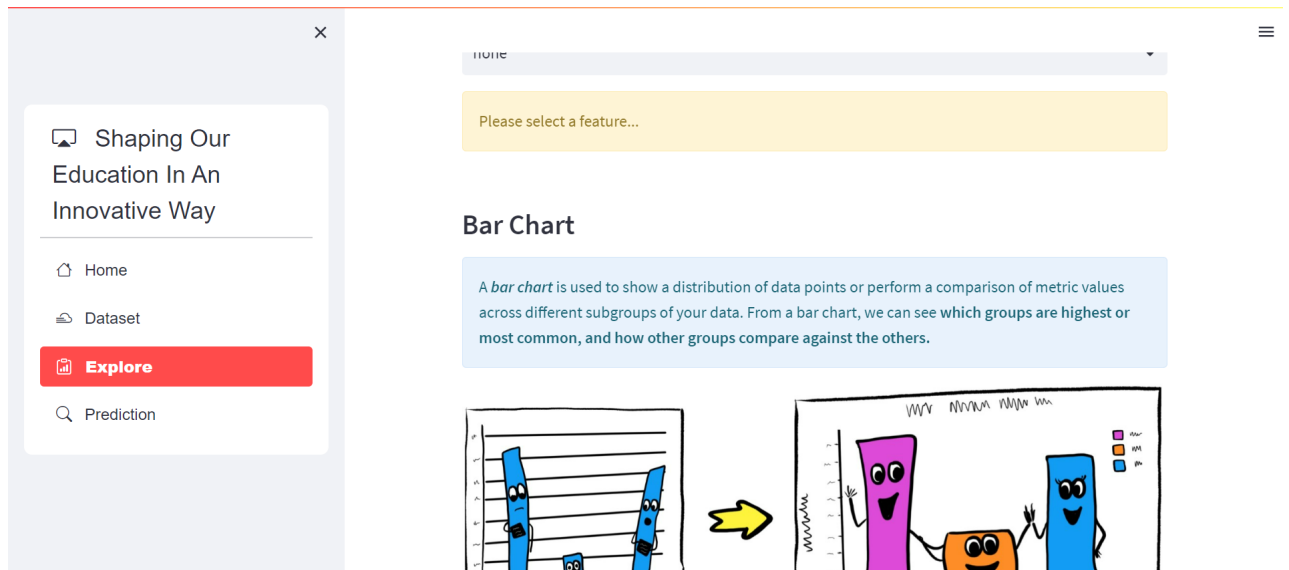 Shaping Our
Education In An
Innovative Way
Home
Dataset
Explore
Prediction
none
Please select a feature...
Bar Chart
A bar chart is used to show a distribution of data points or perform a comparison of metric values
across different subgroups of your data. From a bar chart, we can see which groups are highest or
most common, and how other groups compare against the others.